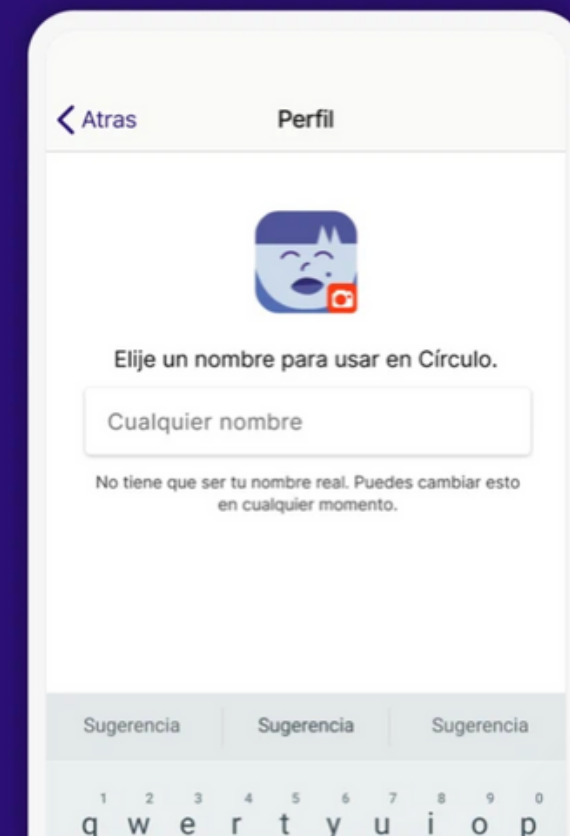 Atras
Perfil
Elije un nombre para usar en Círculo.
Cualquier nombre
No tiene que ser tu nombre real. Puedes cambiar esto
en cualquier momento.
Sugerencia Sugerencia Sugerencia
1 2 3 4 5 6 7 8 9 0
q w e r t y u i o p